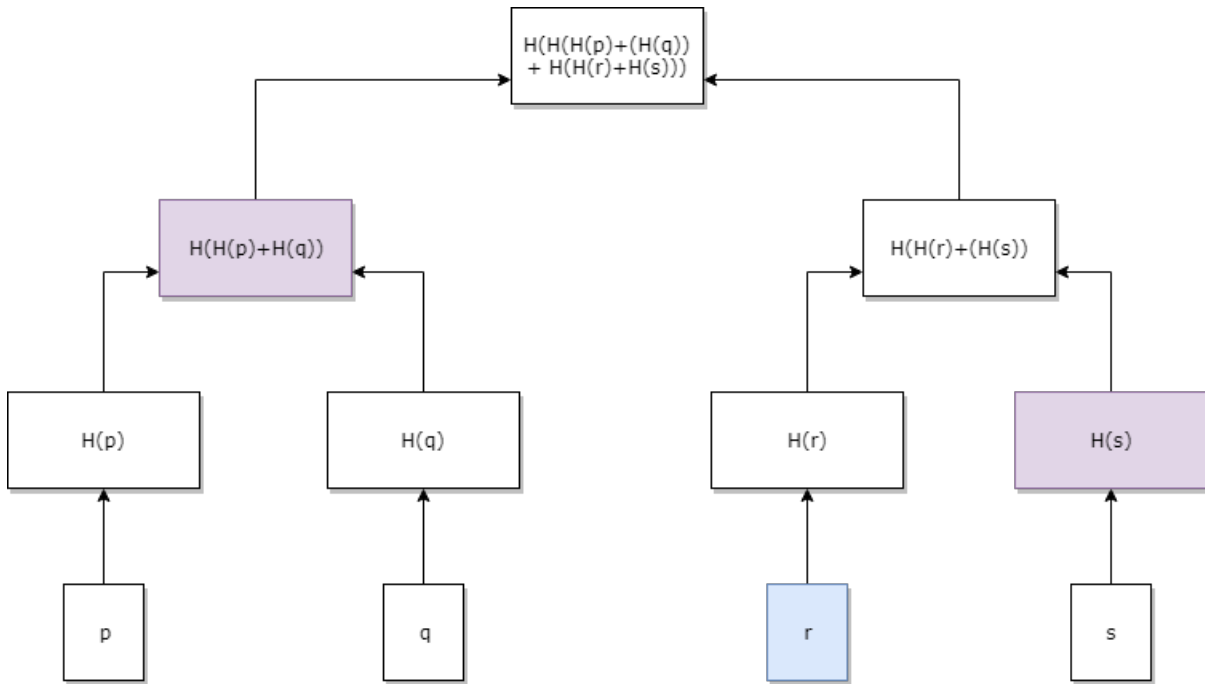 H(H(H(p)+(H(q))
+ H(H(r)+H(s)))
H(H(p)+H(q))
H(H(r)+(H(s))
H(p)
H(q)
H(r)
H(s)
p
q
r
s